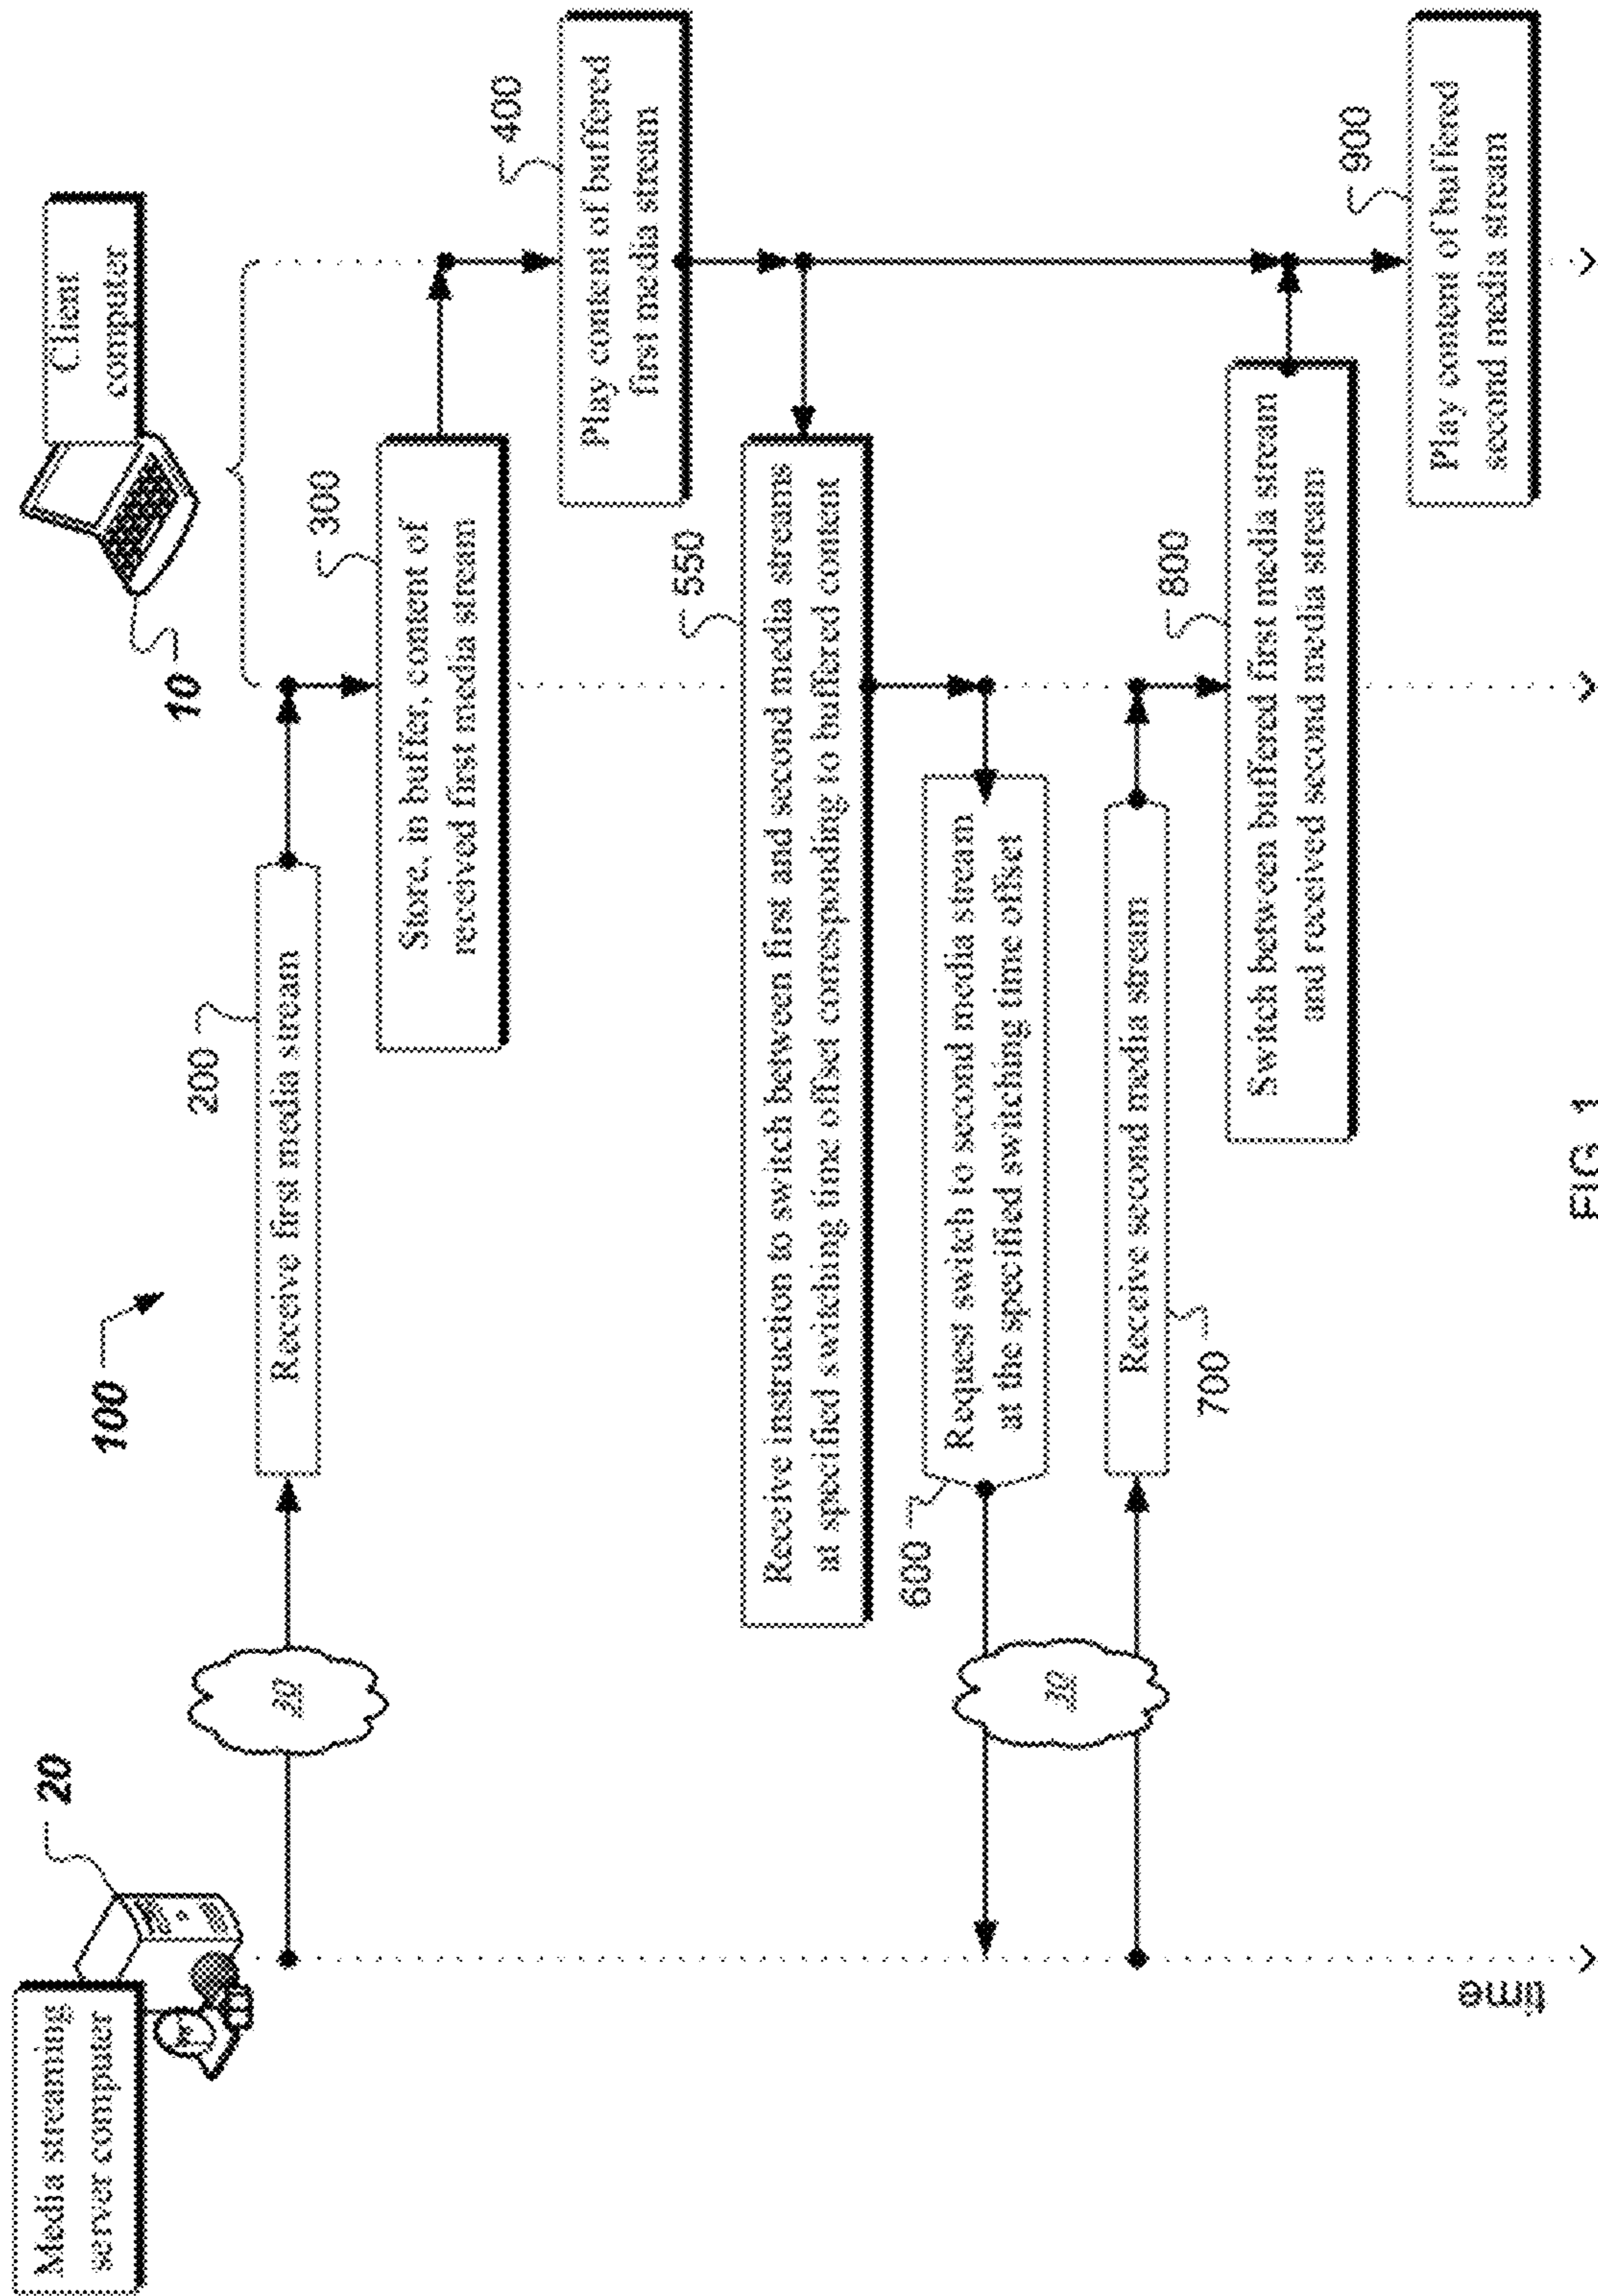 Media streaming
server computer
20
Client
computer
10
100
200
Receive first media stream
300
Store, in buffer, content of
received first media stream
400
Play content of buffered
first media stream
550
Receive instruction to switch between first and second media streams
at specified switching time offset corresponding to buffered content
600
Request switch to second media stream
at the specified switching time offset
30
30
Receive second media stream
700
800
Switch between buffered first media stream
and received second media stream
900
Play content of buffered
second media stream
time
FIG. 1